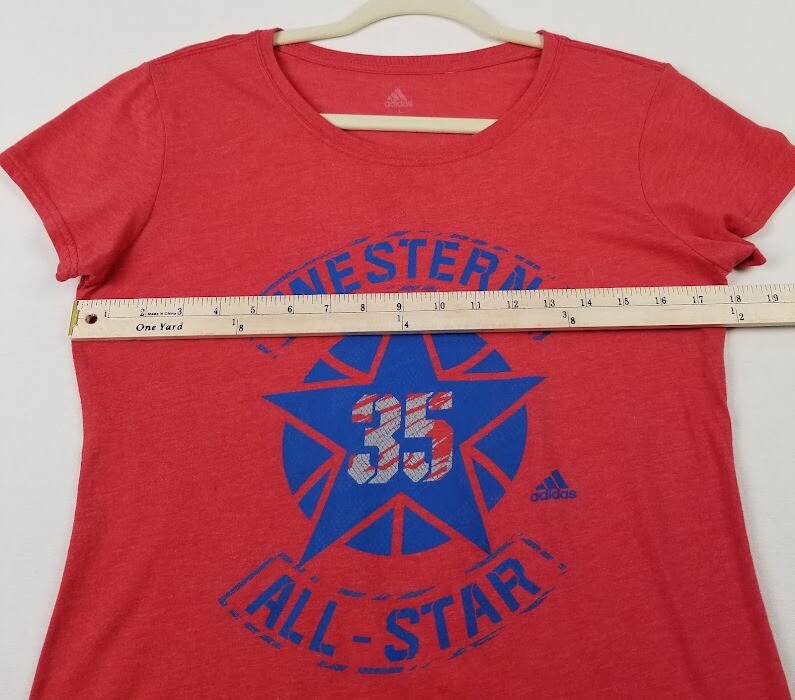 adidas
L
WESTERN
1 2 Made in China 3 4 5 6 7 8 9 10 11 12 13 14 15 16 17 18 19
One Yard 1/8 1/4 3/8 1/2
35
adidas
ALL-STAR